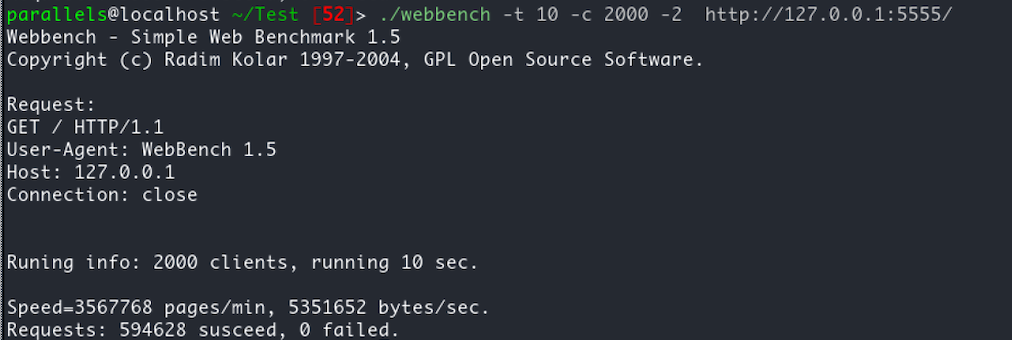 parallels@localhost ~/Test [52]> ./webbench -t 10 -c 2000 -2  http://127.0.0.1:5555/
Webbench - Simple Web Benchmark 1.5
Copyright (c) Radim Kolar 1997-2004, GPL Open Source Software.
Request:
GET / HTTP/1.1
User-Agent: WebBench 1.5
Host: 127.0.0.1
Connection: close
Runing info: 2000 clients, running 10 sec.
Speed=3567768 pages/min, 5351652 bytes/sec.
Requests: 594628 susceed, 0 failed.